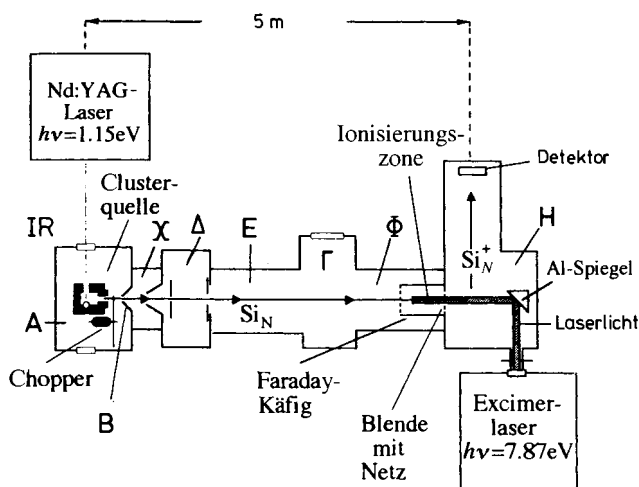 5 m
Nd:YAG-
Laser
hν=1.15eV
Ionisierungs-
zone
Detektor
Cluster-
quelle
IR
χ
Δ
E
Γ
Φ
H
Si_N^+
Al-Spiegel
Si_N
A
Laserlicht
Chopper
Faraday-
Käfig
B
Blende
mit
Netz
Excimer-
laser
hν=7.87eV